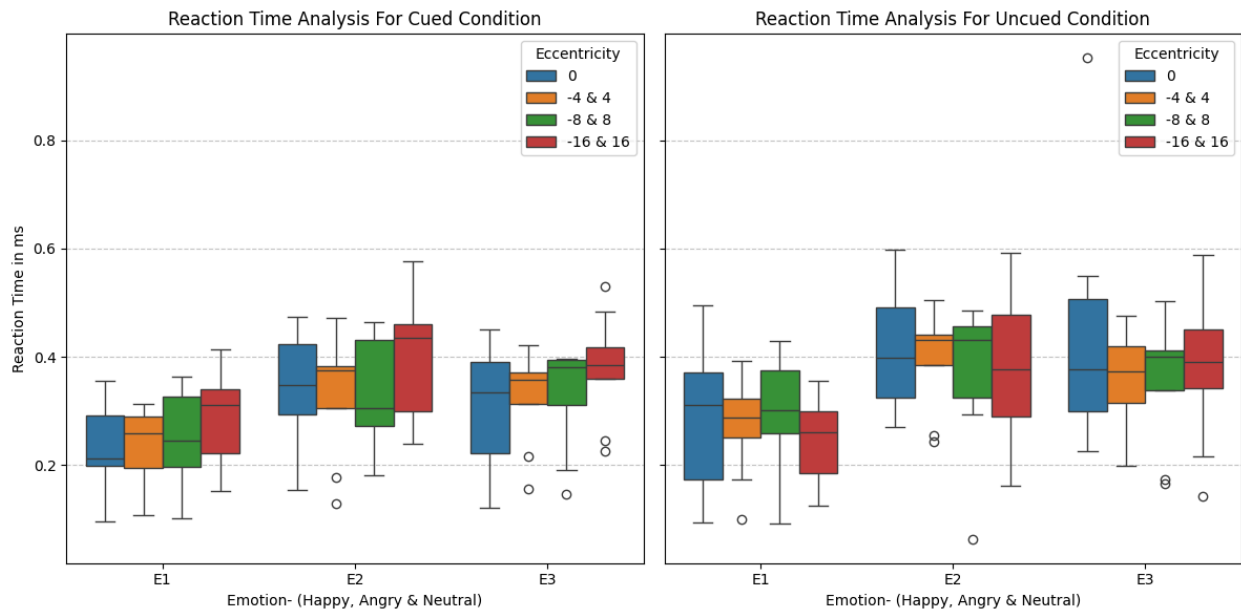 Reaction Time Analysis For Cued Condition
Reaction Time Analysis For Uncued Condition
Eccentricity
0
-4 & 4
-8 & 8
-16 & 16
Eccentricity
0
-4 & 4
-8 & 8
-16 & 16
Reaction Time in ms
0.8
0.6
0.4
0.2
E1
E2
E3
Emotion- (Happy, Angry & Neutral)
E1
E2
E3
Emotion- (Happy, Angry & Neutral)